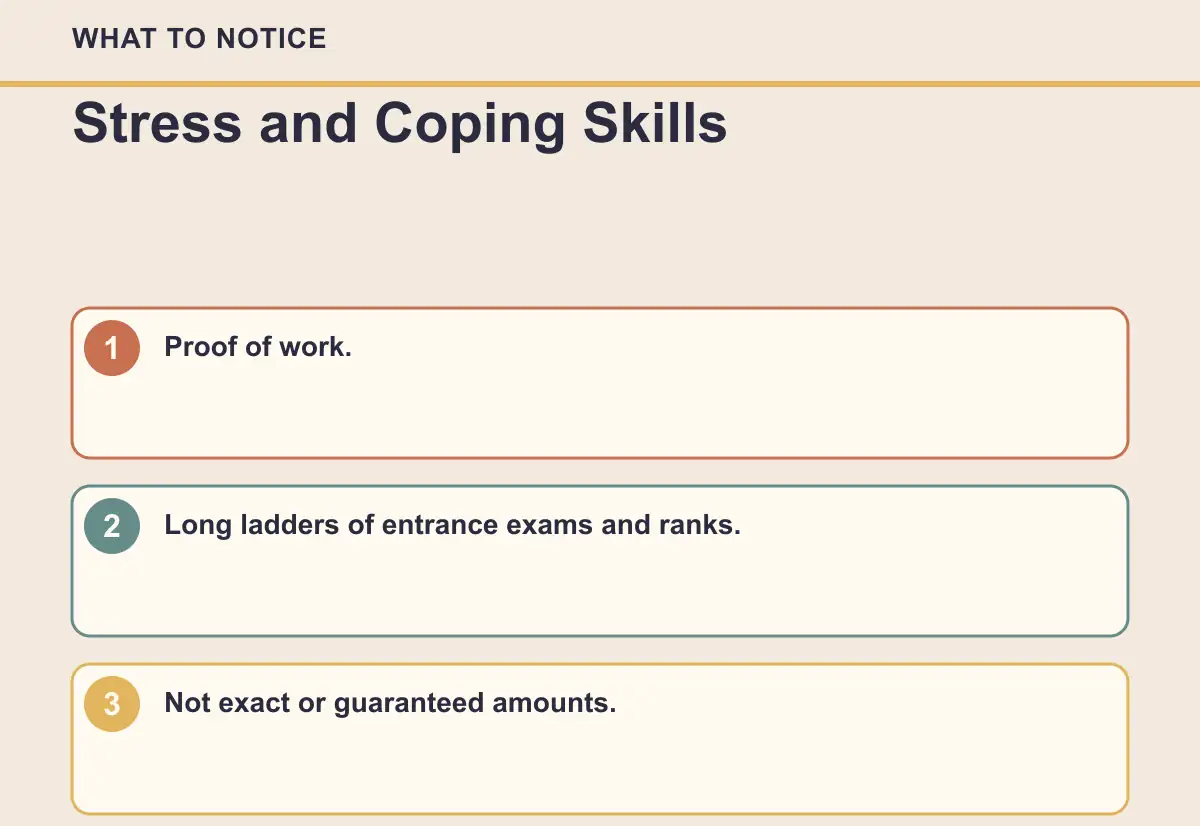 WHAT TO NOTICE
Stress and Coping Skills
1 Proof of work.
2 Long ladders of entrance exams and ranks.
3 Not exact or guaranteed amounts.